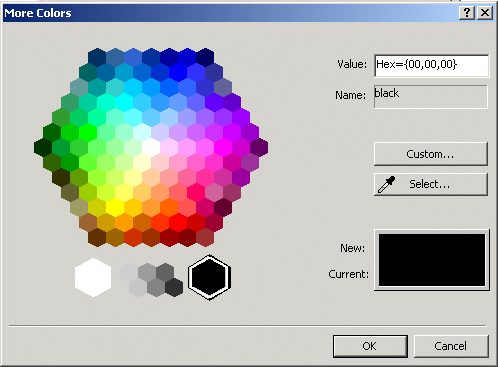 More Colors
Value: Hex={00,00,00}
Name: black
Custom...
Select...
New:
Current:
OK Cancel